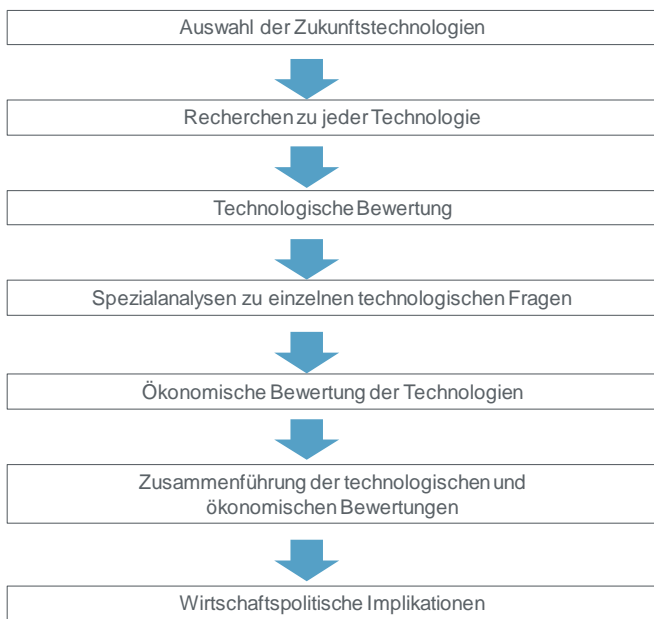 Auswahl der Zukunftstechnologien
Recherchen zu jeder Technologie
Technologische Bewertung
Spezialanalysen zu einzelnen technologischen Fragen
Ökonomische Bewertung der Technologien
Zusammenführung der technologischen und
ökonomischen Bewertungen
Wirtschaftspolitische Implikationen